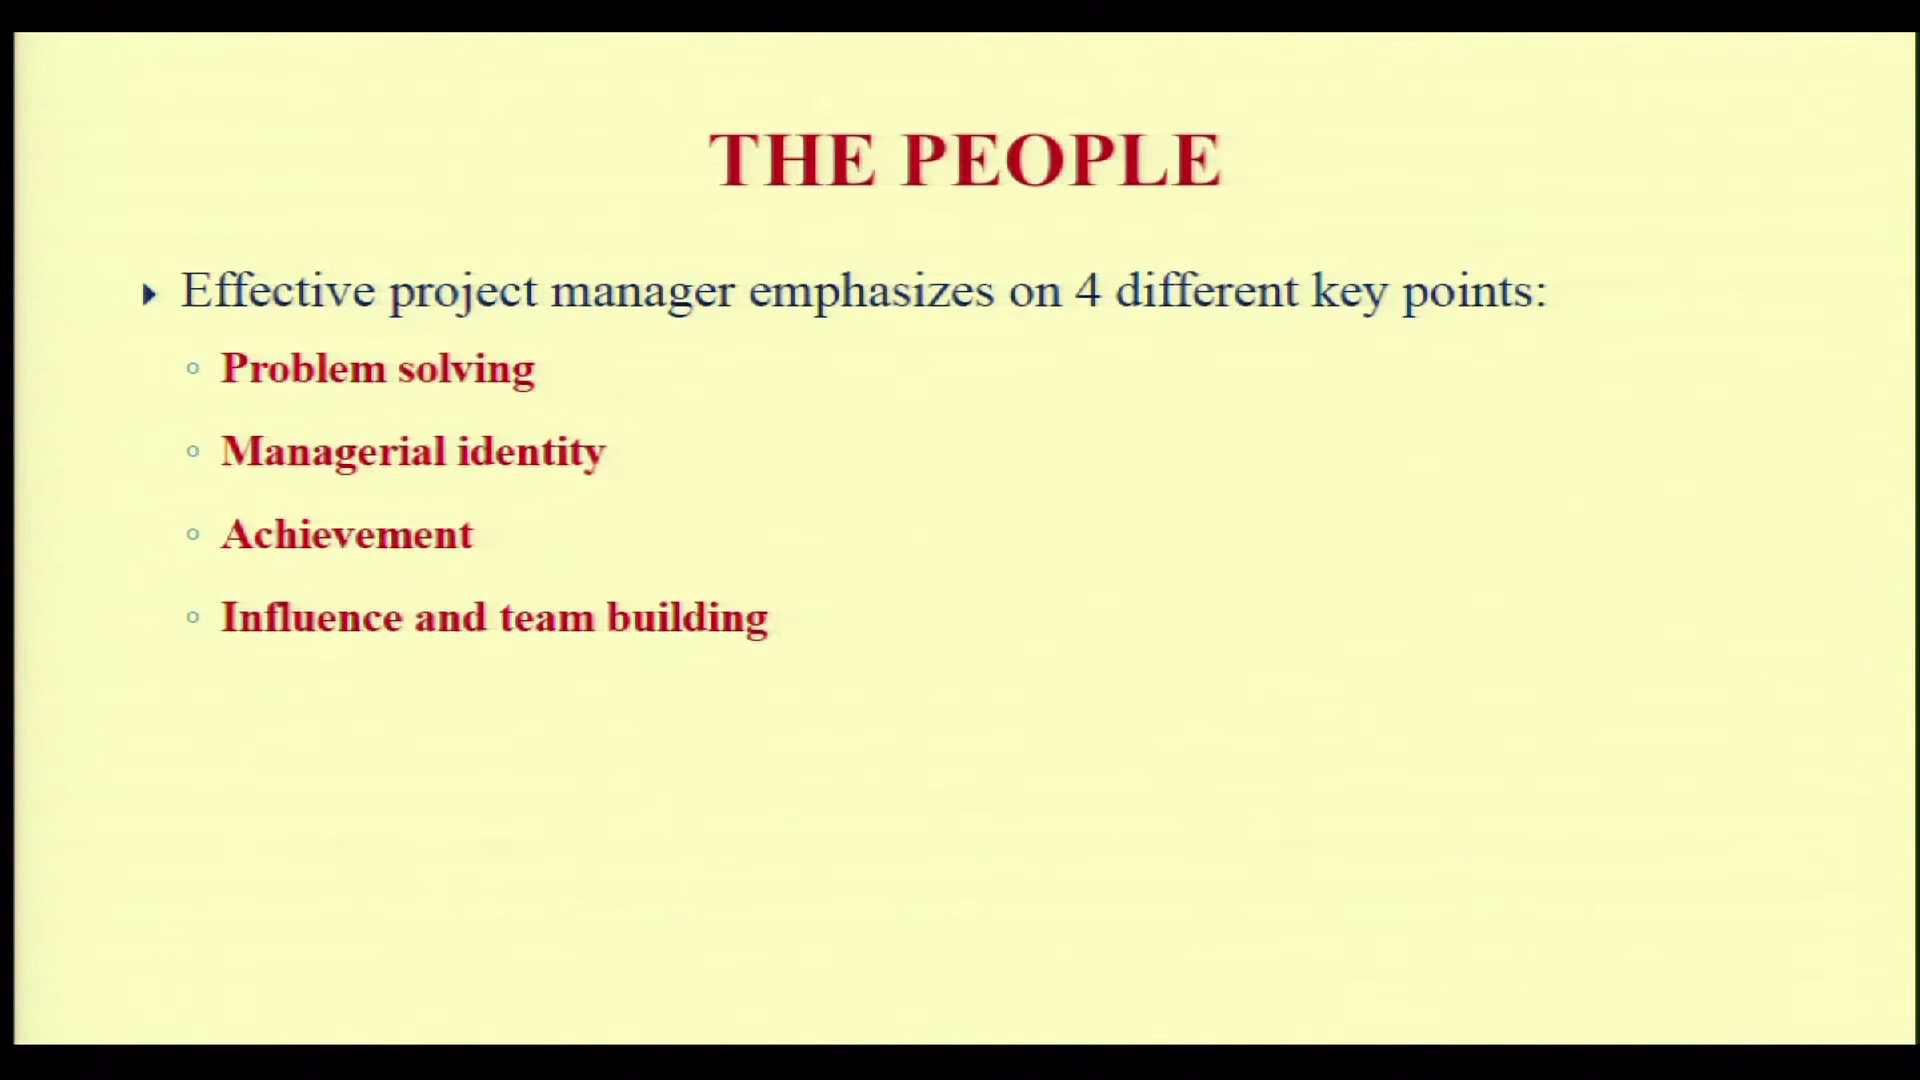 THE PEOPLE
Effective project manager emphasizes on 4 different key points:
Problem solving
Managerial identity
Achievement
Influence and team building